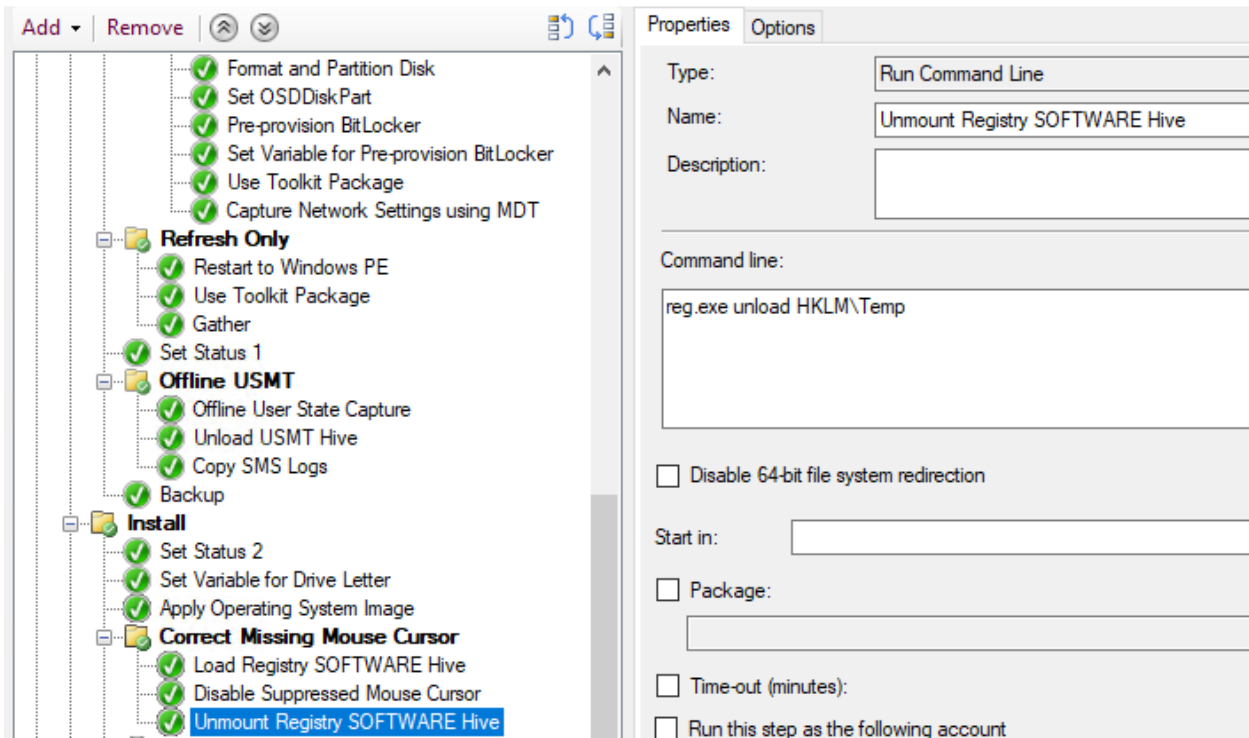 Add Remove
Format and Partition Disk
Set OSDDiskPart
Pre-provision BitLocker
Set Variable for Pre-provision BitLocker
Use Toolkit Package
Capture Network Settings using MDT
Refresh Only
Restart to Windows PE
Use Toolkit Package
Gather
Set Status 1
Offline USMT
Offline User State Capture
Unload USMT Hive
Copy SMS Logs
Backup
Install
Set Status 2
Set Variable for Drive Letter
Apply Operating System Image
Correct Missing Mouse Cursor
Load Registry SOFTWARE Hive
Disable Suppressed Mouse Cursor
Unmount Registry SOFTWARE Hive
Properties Options
Type: Run Command Line
Name: Unmount Registry SOFTWARE Hive
Description:
Command line:
reg.exe unload HKLM\Temp
Disable 64-bit file system redirection
Start in:
Package:
Time-out (minutes):
Run this step as the following account